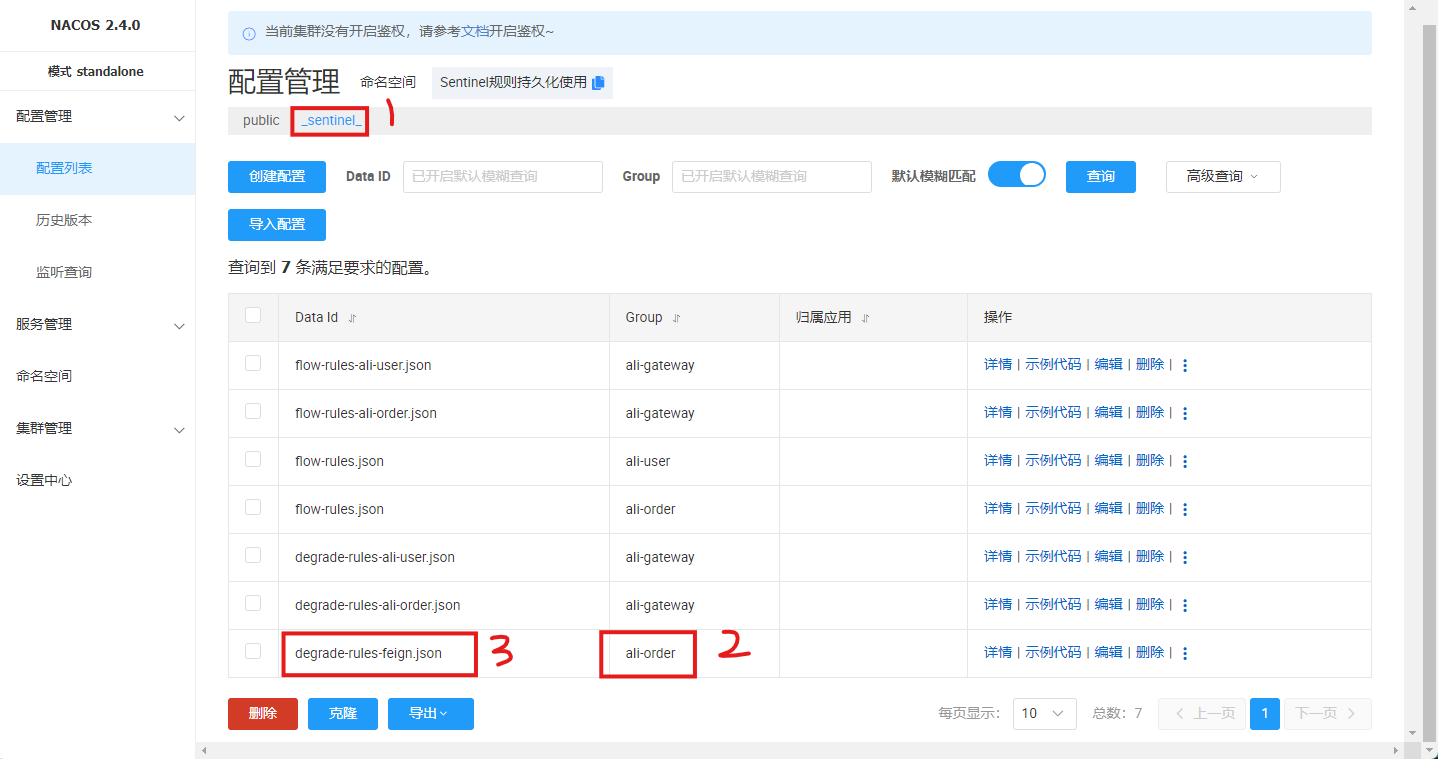 NACOS 2.4.0
模式 standalone
配置管理
配置列表
历史版本
监听查询
服务管理
命名空间
集群管理
设置中心
当前集群没有开启鉴权，请参考文档开启鉴权~
配置管理 命名空间 Sentinel规则持久化使用
public _sentinel_ 1
创建配置 Data ID 已开启默认模糊查询 Group 已开启默认模糊查询 默认模糊匹配 查询 高级查询
导入配置
查询到 7 条满足要求的配置。
Data Id Group 归属应用 操作
flow-rules-ali-user.json ali-gateway 详情 | 示例代码 | 编辑 | 删除 |
flow-rules-ali-order.json ali-gateway 详情 | 示例代码 | 编辑 | 删除 |
flow-rules.json ali-user 详情 | 示例代码 | 编辑 | 删除 |
flow-rules.json ali-order 详情 | 示例代码 | 编辑 | 删除 |
degrade-rules-ali-user.json ali-gateway 详情 | 示例代码 | 编辑 | 删除 |
degrade-rules-ali-order.json ali-gateway 详情 | 示例代码 | 编辑 | 删除 |
degrade-rules-feign.json 3 ali-order 2 详情 | 示例代码 | 编辑 | 删除 |
删除 克隆 导出 每页显示： 10 总数：7 上一页 1 下一页